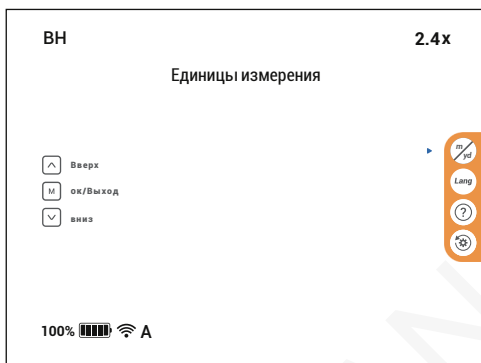 BH 2.4x
Единицы измерения
m/yd
Вверх
Lang
M ок/Выход
?
вниз
100% A